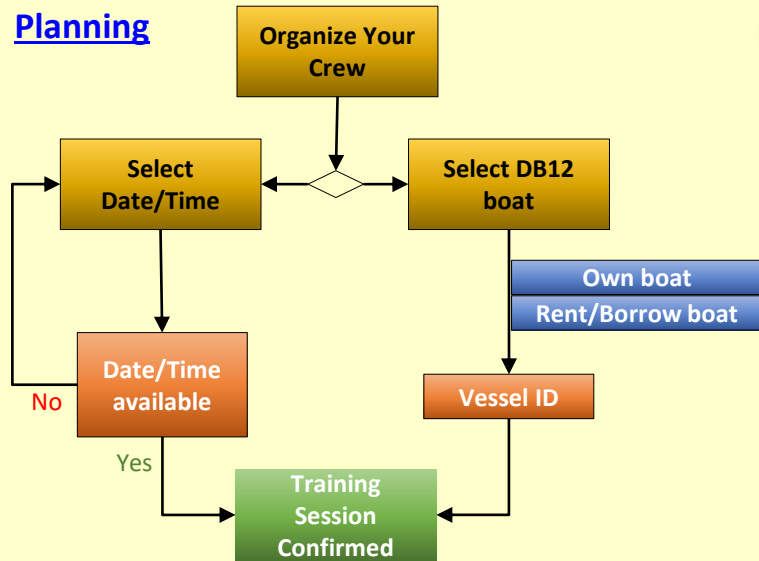 Planning
Organize Your
Crew
Select
Date/Time
Select DB12
boat
Own boat
Rent/Borrow boat
Date/Time
available
No
Yes
Vessel ID
Training
Session
Confirmed